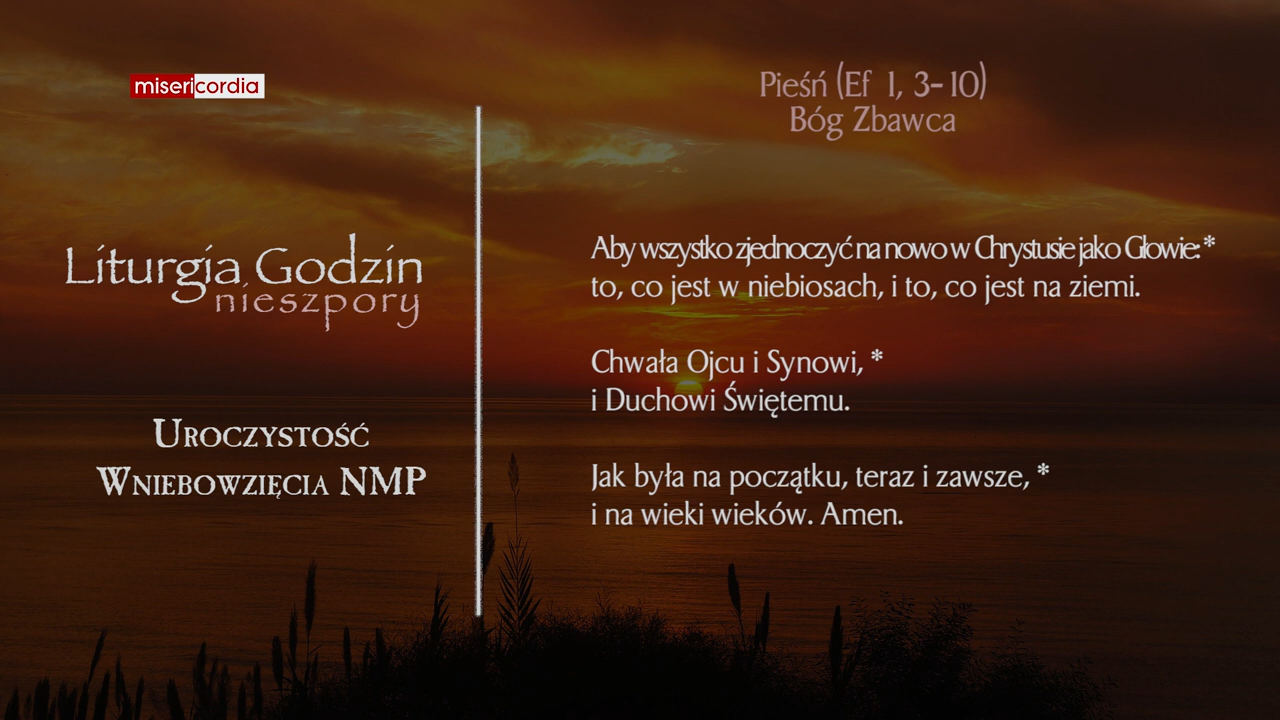 misericordia
Liturgia Godzin
nieszpory
Uroczystość
Wniebowzięcia NMP
Pieśń (Ef 1, 3-10)
Bóg Zbawca
Aby wszystko zjednoczyć na nowo w Chrystusie jako Głowie: *
to, co jest w niebiosach, i to, co jest na ziemi.
Chwała Ojcu i Synowi, *
i Duchowi Świętemu.
Jak była na początku, teraz i zawsze, *
i na wieki wieków. Amen.